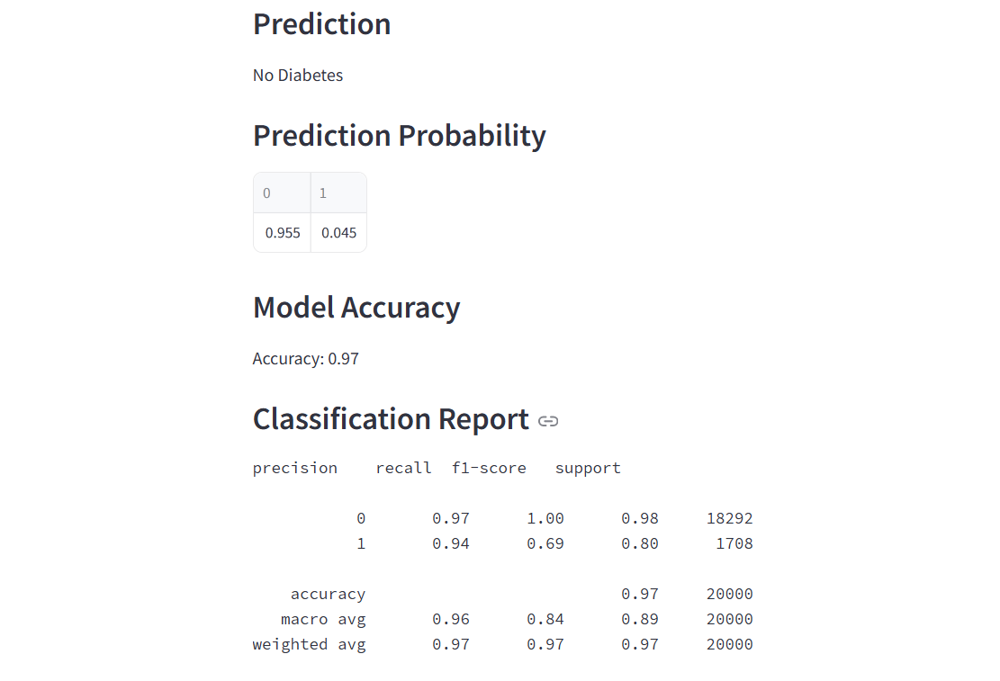 Prediction
No Diabetes
Prediction Probability
0 1
0.955 0.045
Model Accuracy
Accuracy: 0.97
Classification Report
precision recall f1-score support
0 0.97 1.00 0.98 18292
1 0.94 0.69 0.80 1708
accuracy 0.97 20000
macro avg 0.96 0.84 0.89 20000
weighted avg 0.97 0.97 0.97 20000